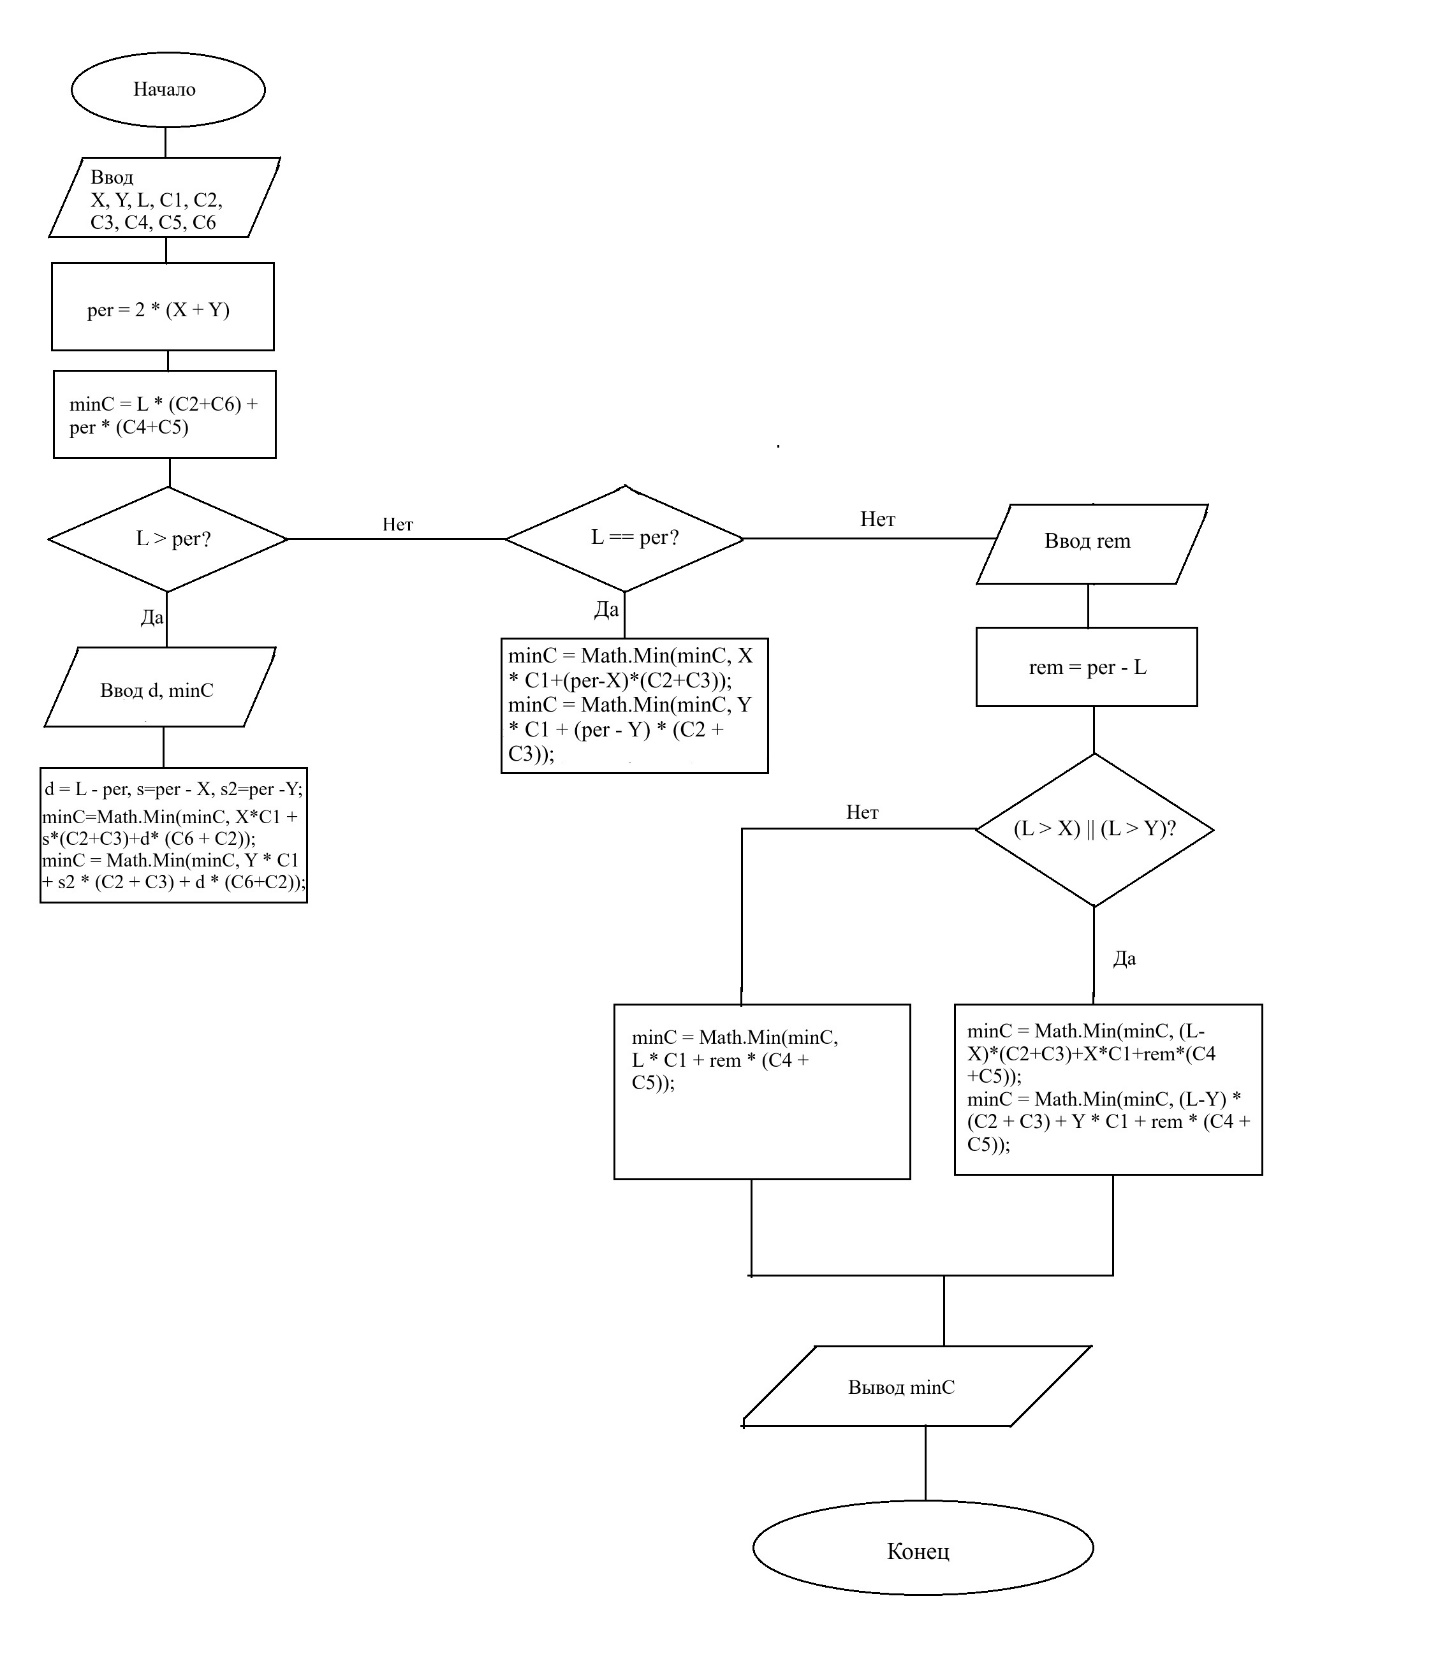 Начало
Ввод
X, Y, L, C1, C2,
C3, C4, C5, C6
per = 2 * (X + Y)
minC = L * (C2+C6) +
per * (C4+C5)
L > per?
Нет
L == per?
Нет
Ввод rem
Да
Да
rem = per - L
Ввод d, minC
minC = Math.Min(minC, X
* C1+(per-X)*(C2+C3));
minC = Math.Min(minC, Y
* C1 + (per - Y) * (C2 +
C3));
d = L - per, s=per - X, s2=per -Y;
minC=Math.Min(minC, X*C1 +
s*(C2+C3)+d* (C6 + C2));
minC = Math.Min(minC, Y * C1
+ s2 * (C2 + C3) + d * (C6+C2));
Нет
(L > X) || (L > Y)?
Да
minC = Math.Min(minC,
L * C1 + rem * (C4 +
C5));
minC = Math.Min(minC, (L-
X)*(C2+C3)+X*C1+rem*(C4
+C5));
minC = Math.Min(minC, (L-Y) *
(C2 + C3) + Y * C1 + rem * (C4 +
C5));
Вывод minC
Конец